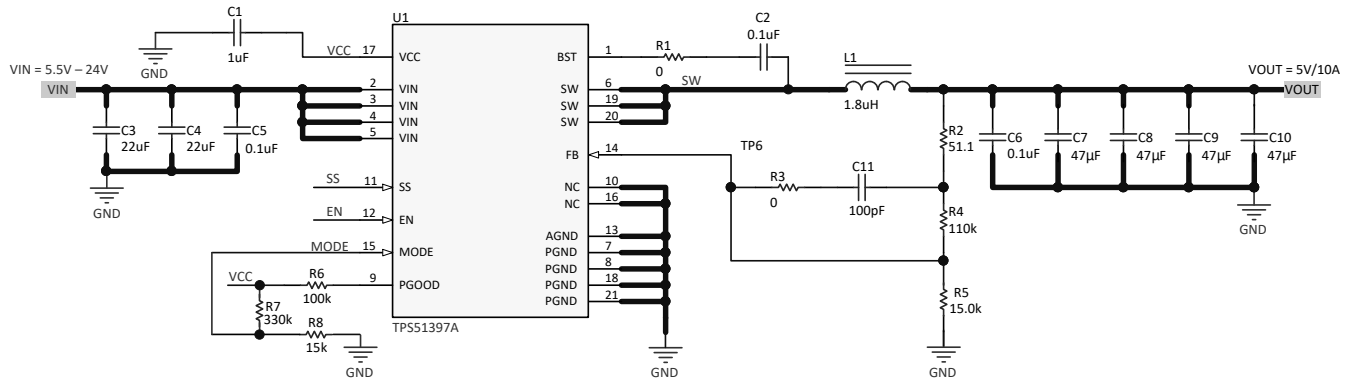 C1
1uF
GND
VCC 17
U1
VCC
BST
1
R1
0
C2
0.1uF
VIN = 5.5V – 24V
VIN
2
3
4
5
VIN
VIN
VIN
VIN
SW
SW
SW
6
19
20
SW
L1
1.8uH
VOUT = 5V/10A
VOUT
C3
22uF
C4
22uF
C5
0.1uF
GND
R2
51.1
C6
0.1uF
C7
47µF
C8
47µF
C9
47µF
C10
47µF
GND
FB
14
TP6
R3
0
C11
100pF
R4
110k
R5
15.0k
GND
SS 11
SS
EN 12
EN
MODE 15
MODE
9
PGOOD
NC
NC
AGND
PGND
PGND
PGND
PGND
10
16
13
7
8
18
21
GND
VCC
R6
100k
R7
330k
R8
15k
GND
TPS51397A